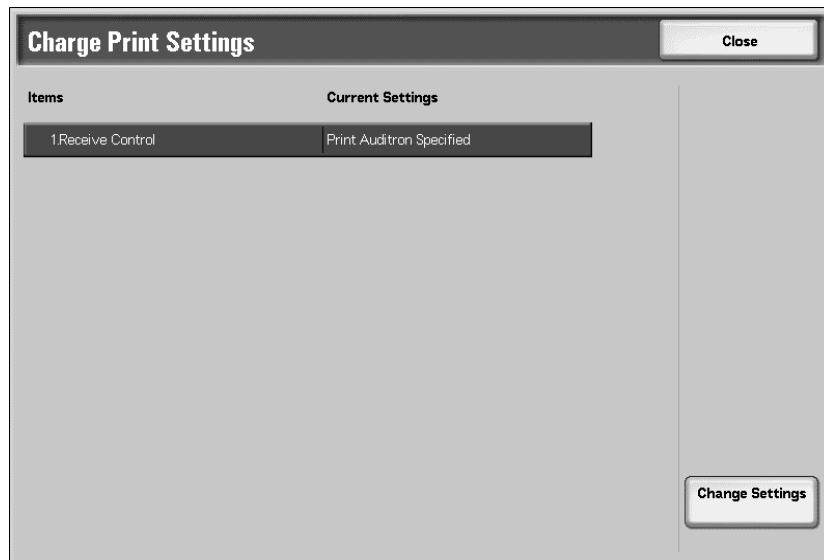 Charge Print Settings
Close
Items
Current Settings
1.Receive Control
Print Auditron Specified
Change Settings